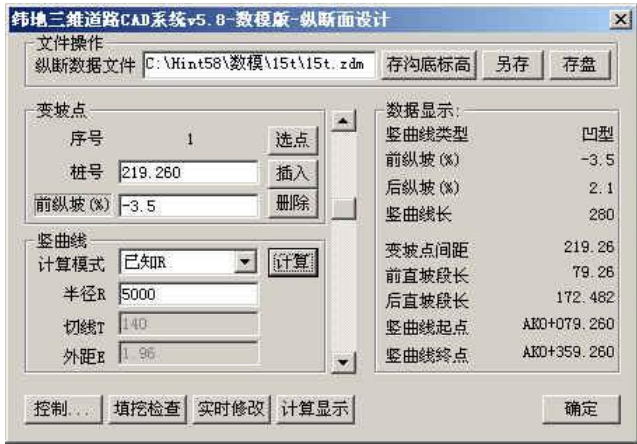 纬地三维道路CAD系统v5.8-数模版-纵断面设计
文件操作
纵断数据文件 C:\Hint58\数模\15t\15t.zdm 存沟底标高 另存 存盘
变坡点
序号 1 选点
桩号 219.260 插入
前纵坡(%) -3.5 删除
竖曲线
计算模式 已知R 计算
半径R 5000
切线T 140
外距E 1.96
数据显示:
竖曲线类型 凹型
前纵坡(%) -3.5
后纵坡(%) 2.1
竖曲线长 280
变坡点间距 219.26
前直坡段长 79.26
后直坡段长 172.482
竖曲线起点 AK0+079.260
竖曲线终点 AK0+359.260
控制... 填挖检查 实时修改 计算显示 确定